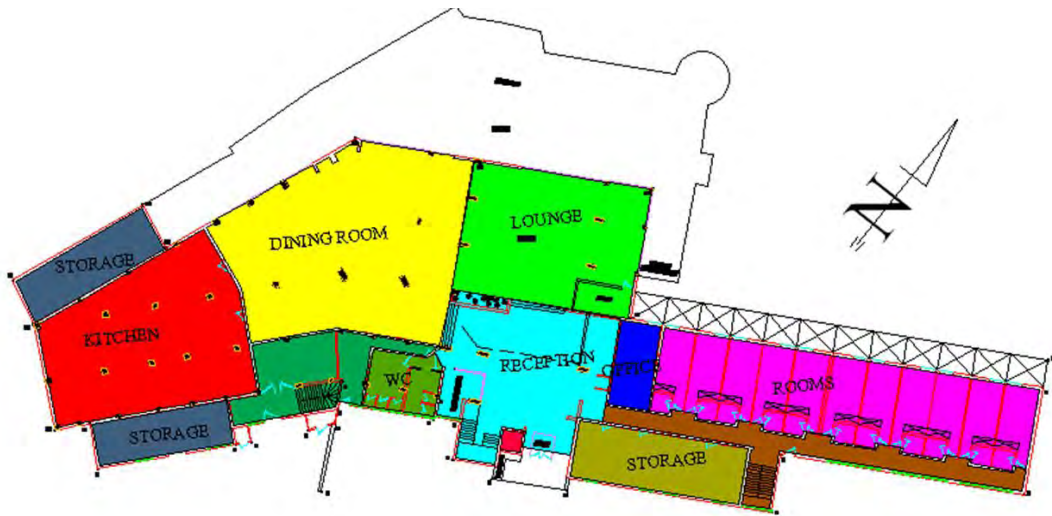 LOUNGE
DINING ROOM
N
STORAGE
KITCHEN
RECEPTION
OFFICE
WC
ROOMS
STORAGE
STORAGE